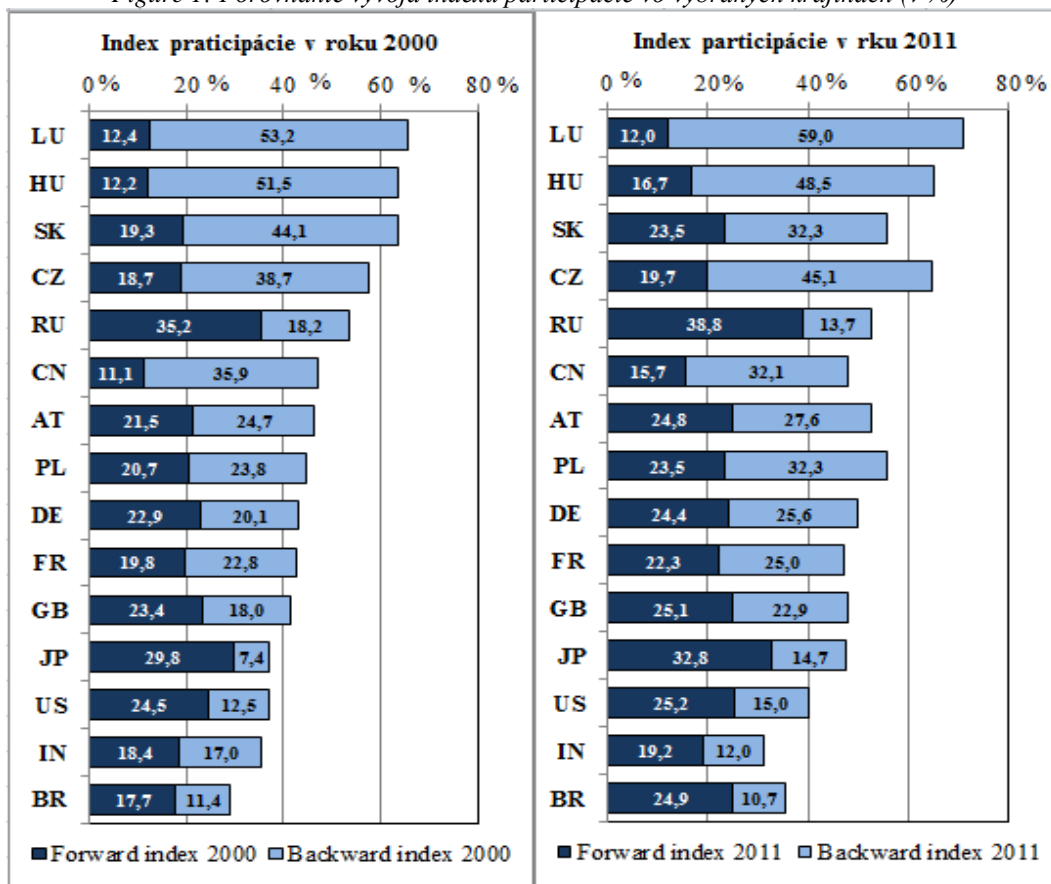 Figure 1: Porovnanie vývoja indexu participácie vo vybraných krajinách (v %)
Index praticipácie v roku 2000
0 % 20 % 40 % 60 % 80 %
LU 12,4 53,2
HU 12,2 51,5
SK 19,3 44,1
CZ 18,7 38,7
RU 35,2 18,2
CN 11,1 35,9
AT 21,5 24,7
PL 20,7 23,8
DE 22,9 20,1
FR 19,8 22,8
GB 23,4 18,0
JP 29,8 7,4
US 24,5 12,5
IN 18,4 17,0
BR 17,7 11,4
Forward index 2000 Backward index 2000
Index participácie v rku 2011
0 % 20 % 40 % 60 % 80 %
LU 12,0 59,0
HU 16,7 48,5
SK 23,5 32,3
CZ 19,7 45,1
RU 38,8 13,7
CN 15,7 32,1
AT 24,8 27,6
PL 23,5 32,3
DE 24,4 25,6
FR 22,3 25,0
GB 25,1 22,9
JP 32,8 14,7
US 25,2 15,0
IN 19,2 12,0
BR 24,9 10,7
Forward index 2011 Backward index 2011